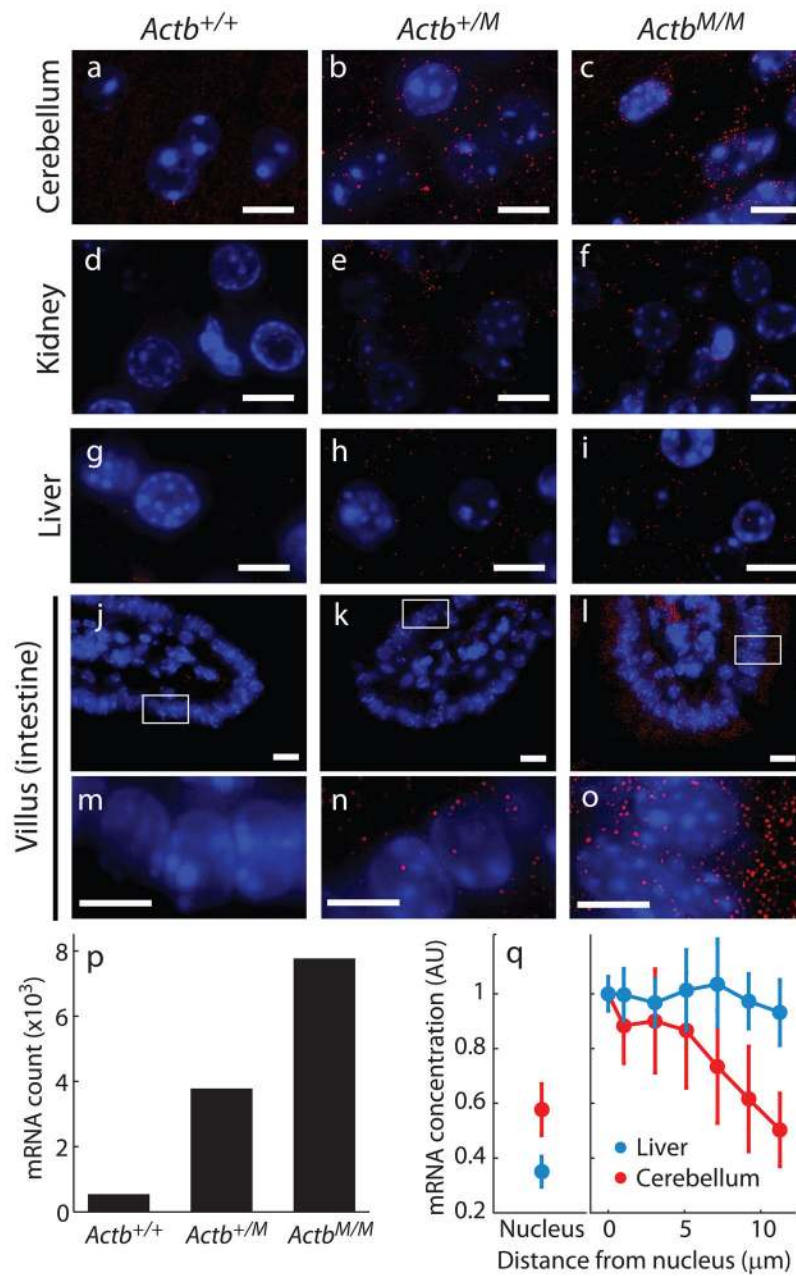 Actb+/+ Actb+/M ActbM/M
Cerebellum
a b c
Kidney
d e f
Liver
g h i
Villus (intestine)
j k l
m n o
p
mRNA count (x10³)
8
4
2
0
Actb+/+ Actb+/M ActbM/M
q
mRNA concentration (AU)
1
0.8
0.6
0.4
0.2
Liver
Cerebellum
Nucleus 0 5 10
Distance from nucleus (μm)